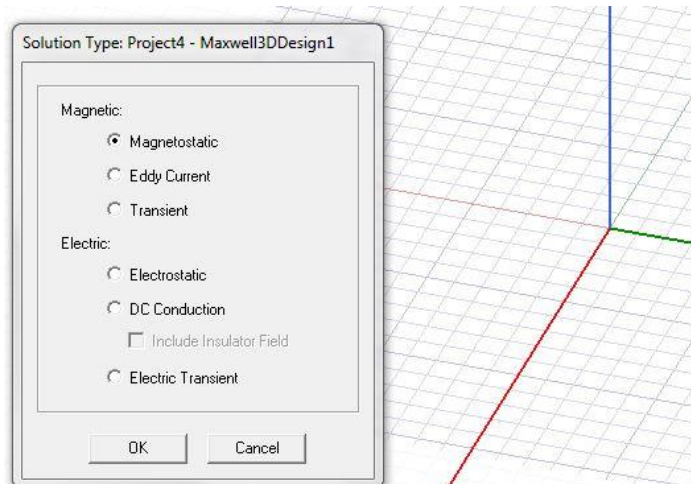 Solution Type: Project4 - Maxwell3DDesign1
Magnetic:
Magnetostatic
Eddy Current
Transient
Electric:
Electrostatic
DC Conduction
Include Insulator Field
Electric Transient
OK
Cancel